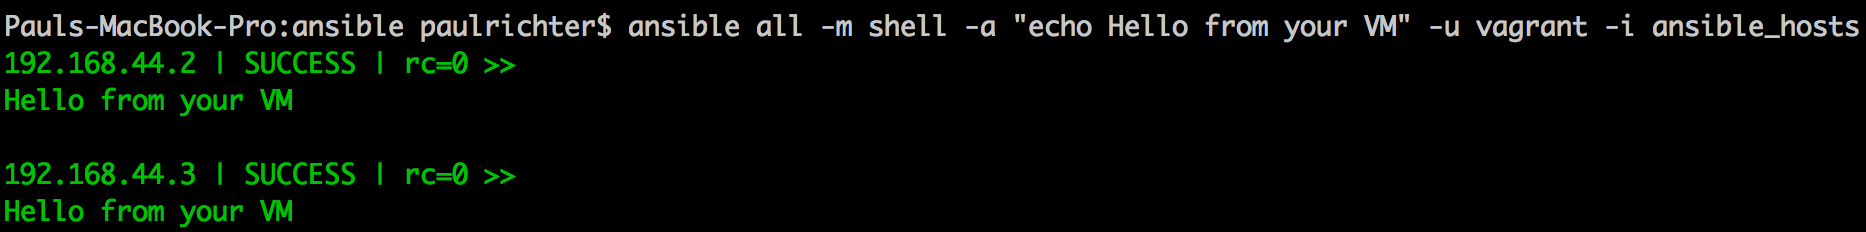 Pauls-MacBook-Pro:ansible paulrichter$ ansible all -m shell -a "echo Hello from your VM" -u vagrant -i ansible_hosts
192.168.44.2 | SUCCESS | rc=0 >>
Hello from your VM
192.168.44.3 | SUCCESS | rc=0 >>
Hello from your VM